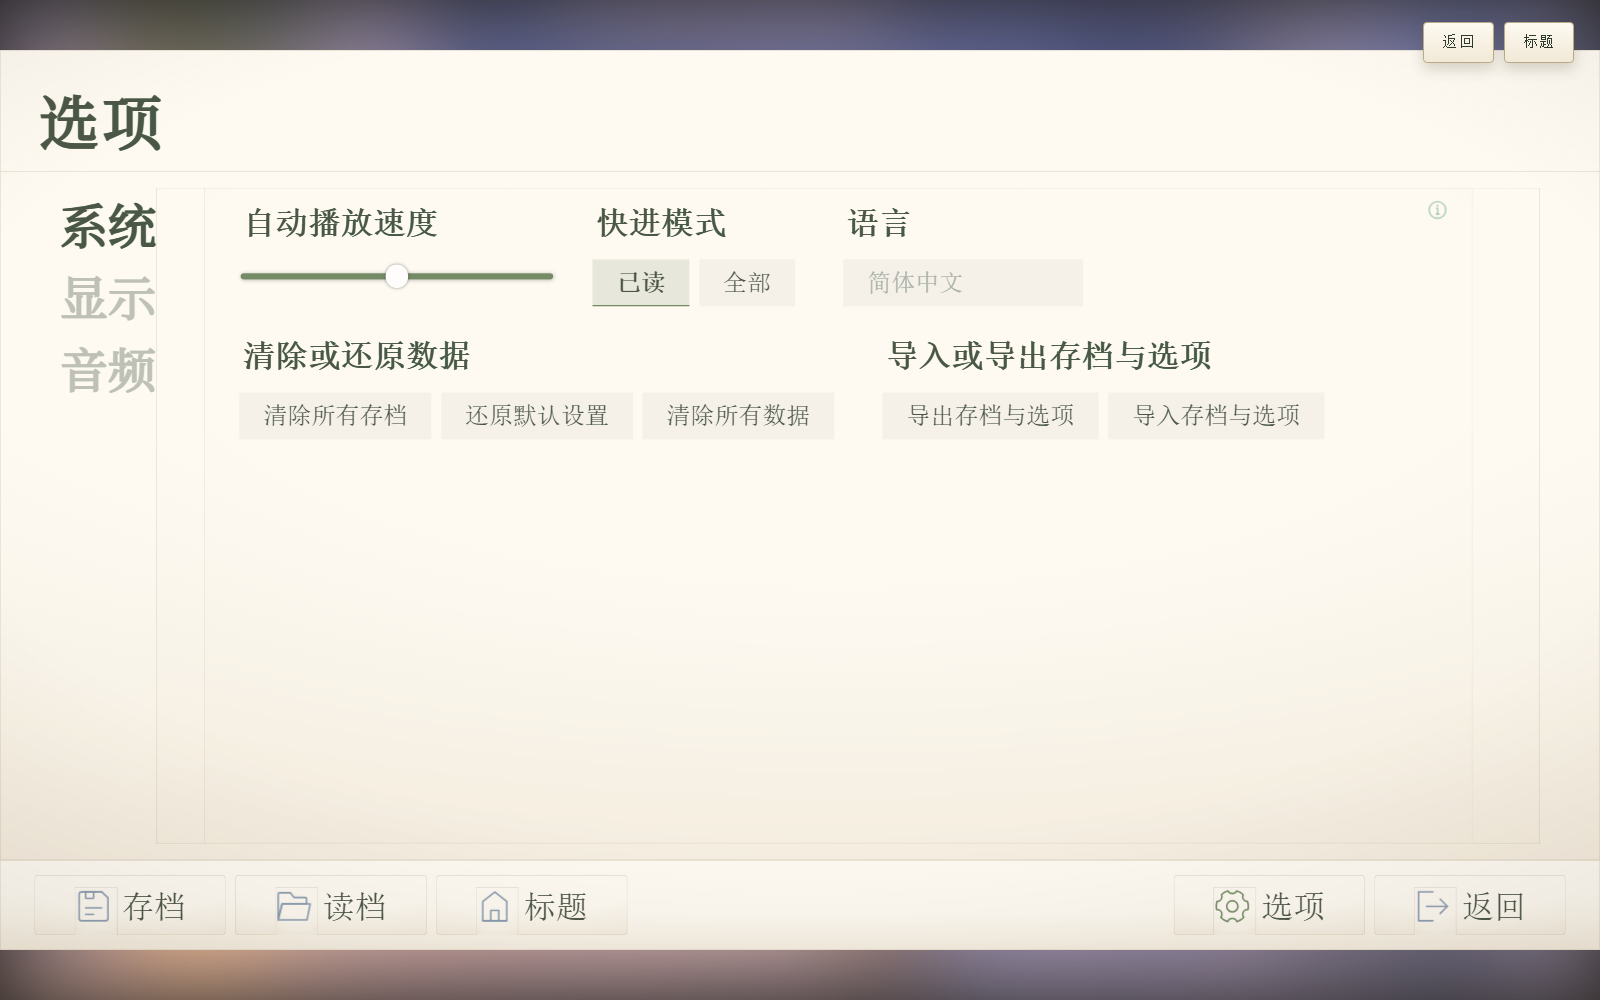 返回 标题
选项
系统
显示
音频
自动播放速度 快进模式 语言
已读 全部 简体中文
清除或还原数据 导入或导出存档与选项
清除所有存档 还原默认设置 清除所有数据 导出存档与选项 导入存档与选项
存档 读档 标题 选项 返回